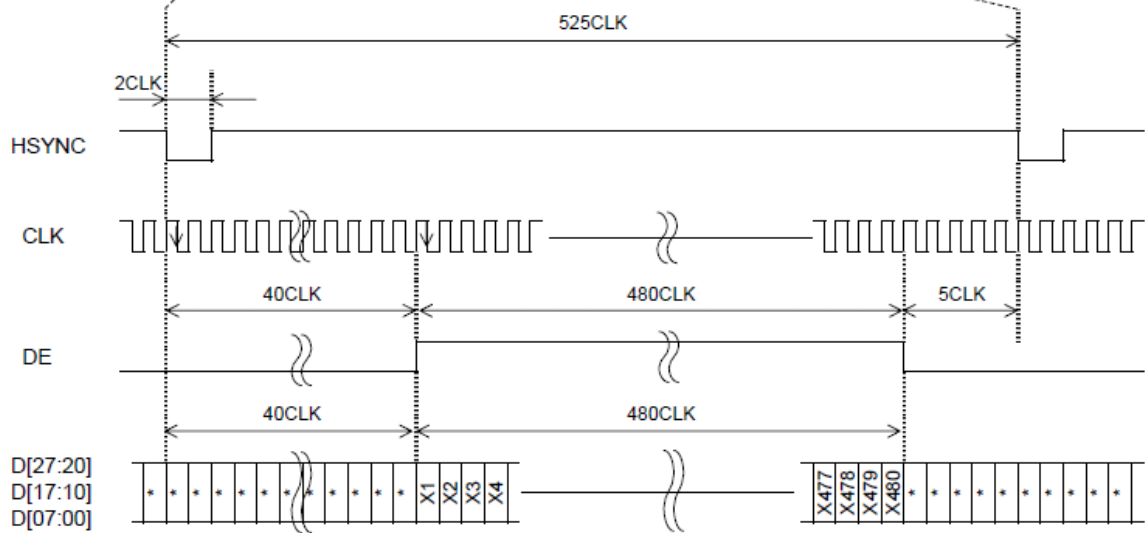 525CLK
2CLK
HSYNC
CLK
40CLK 480CLK 5CLK
DE
40CLK 480CLK
D[27:20]
D[17:10]
D[07:00]
* * * * * * * * * * * * X1 X2 X3 X4 X477 X478 X479 X480 * * * * * * * * * *